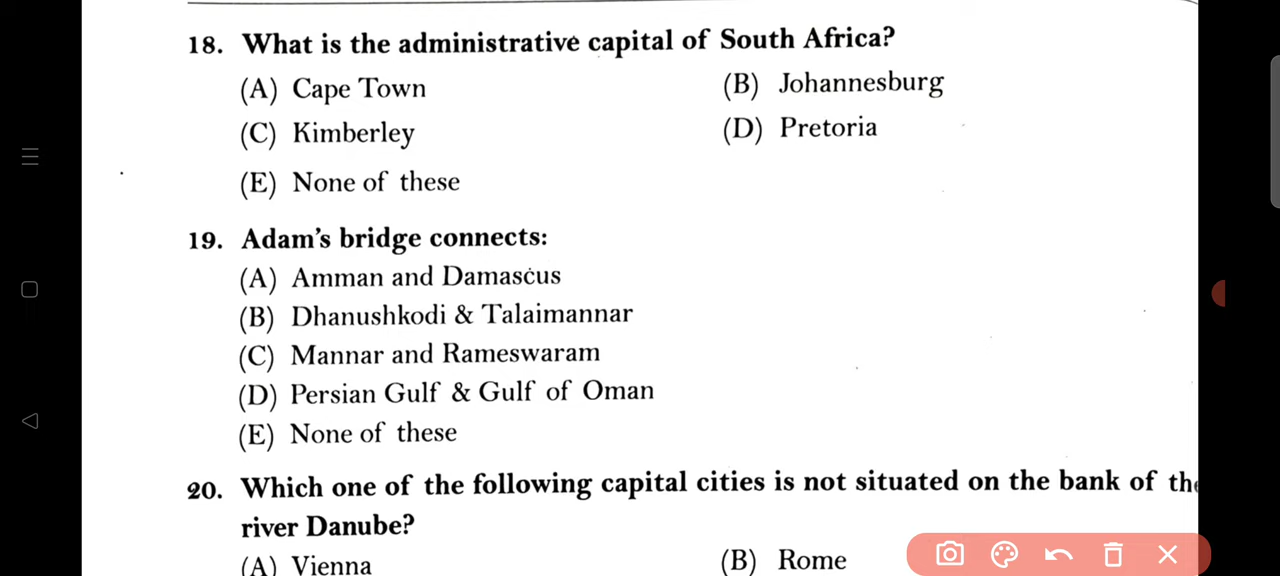 18. What is the administrative capital of South Africa?
(A) Cape Town (B) Johannesburg
(C) Kimberley (D) Pretoria
(E) None of these
19. Adam's bridge connects:
(A) Amman and Damascus
(B) Dhanushkodi & Talaimannar
(C) Mannar and Rameswaram
(D) Persian Gulf & Gulf of Oman
(E) None of these
20. Which one of the following capital cities is not situated on the bank of the
river Danube?
(A) Vienna (B) Rome